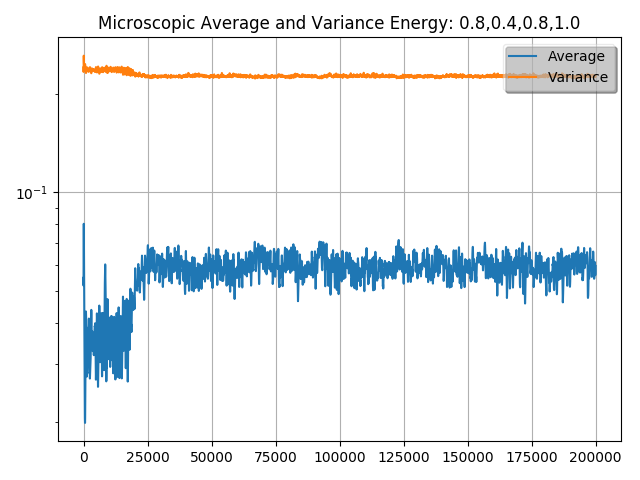 Microscopic Average and Variance Energy: 0.8,0.4,0.8,1.0
Average
Variance
10⁻¹
0 25000 50000 75000 100000 125000 150000 175000 200000